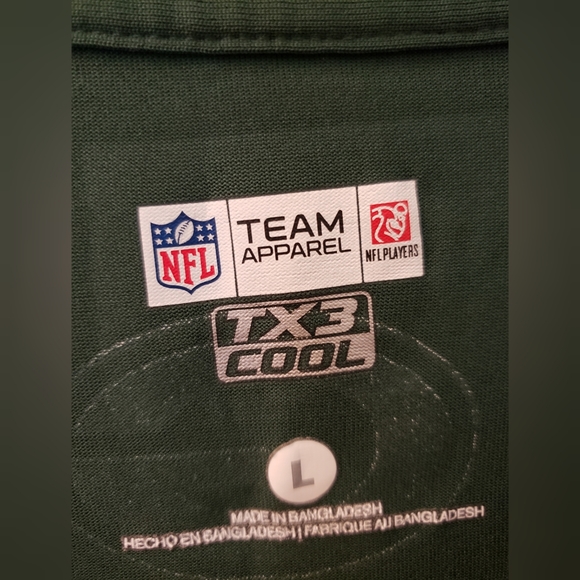 NFL
TEAM
APPAREL
NFL PLAYERS
TX3
COOL
L
MADE IN BANGLADESH
HECHO EN BANGLADESH | FABRIQUE AU BANGLADESH